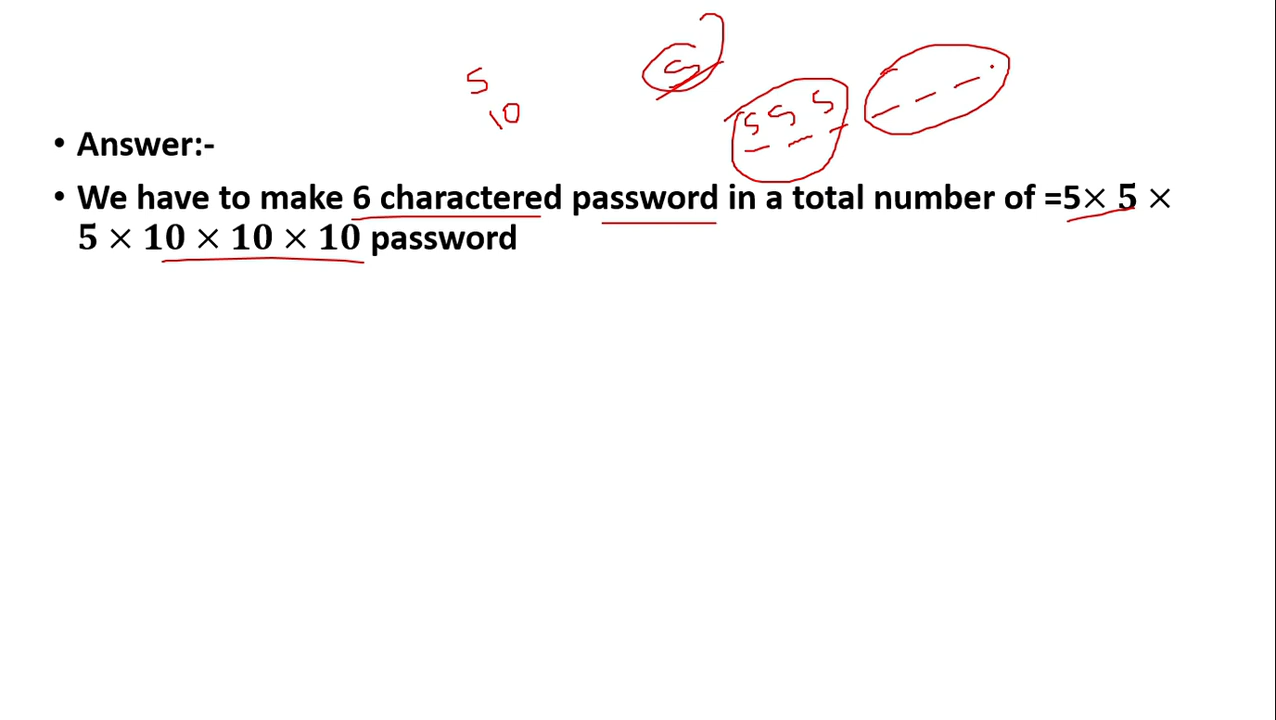 5
10
5 5 5
• Answer:-
• We have to make 6 charactered password in a total number of =5× 5 ×
5 × 10 × 10 × 10 password